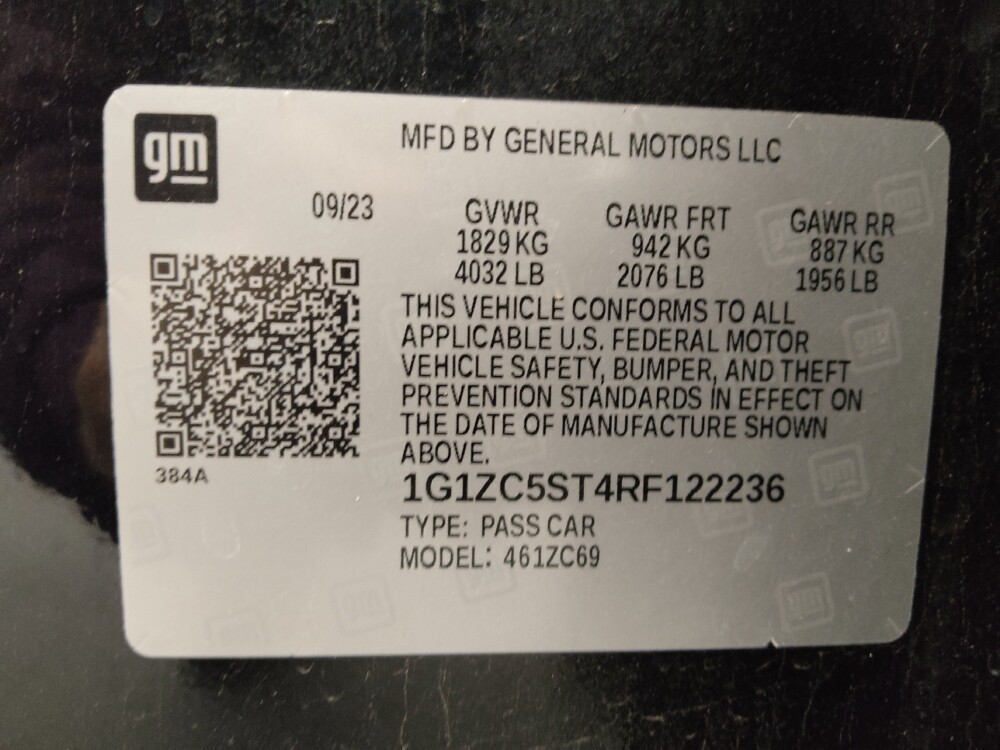 gm
MFD BY GENERAL MOTORS LLC
09/23
GVWR GAWR FRT GAWR RR
1829 KG 942 KG 887 KG
4032 LB 2076 LB 1956 LB
THIS VEHICLE CONFORMS TO ALL
APPLICABLE U.S. FEDERAL MOTOR
VEHICLE SAFETY, BUMPER, AND THEFT
PREVENTION STANDARDS IN EFFECT ON
THE DATE OF MANUFACTURE SHOWN
ABOVE.
384A
1G1ZC5ST4RF122236
TYPE: PASS CAR
MODEL: 461ZC69